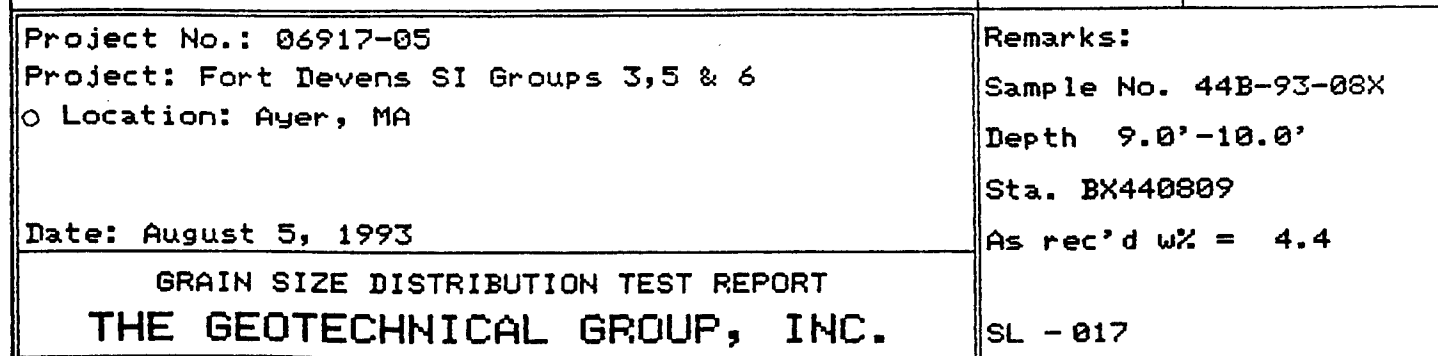 Project No.: 06917-05
Project: Fort Devens SI Groups 3,5 & 6
o Location: Ayer, MA
Date: August 5, 1993
GRAIN SIZE DISTRIBUTION TEST REPORT
THE GEOTECHNICAL GROUP, INC.
Remarks:
Sample No. 44B-93-08X
Depth 9.0'-10.0'
Sta. BX440809
As rec'd w% = 4.4
SL - 017